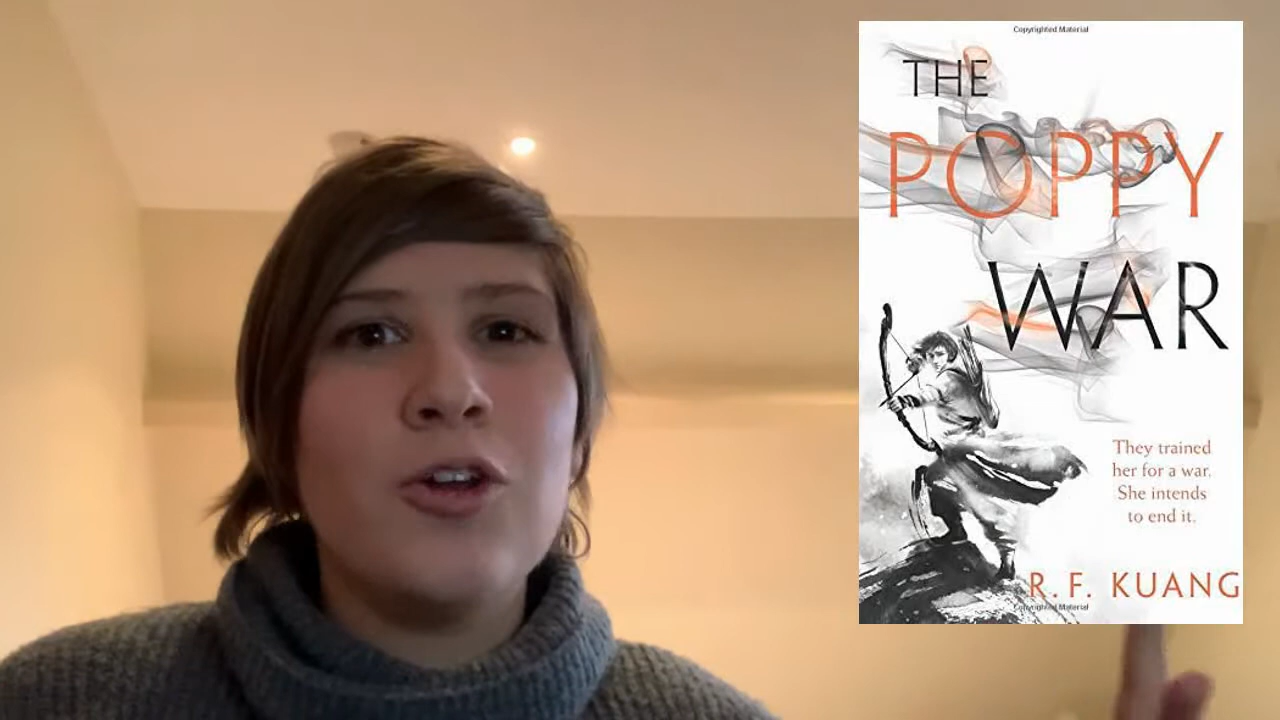 Copyrighted Material
THE
POPPY
WAR
They trained
her for a war.
She intends
to end it.
R. F. KUANG
Copyrighted Material